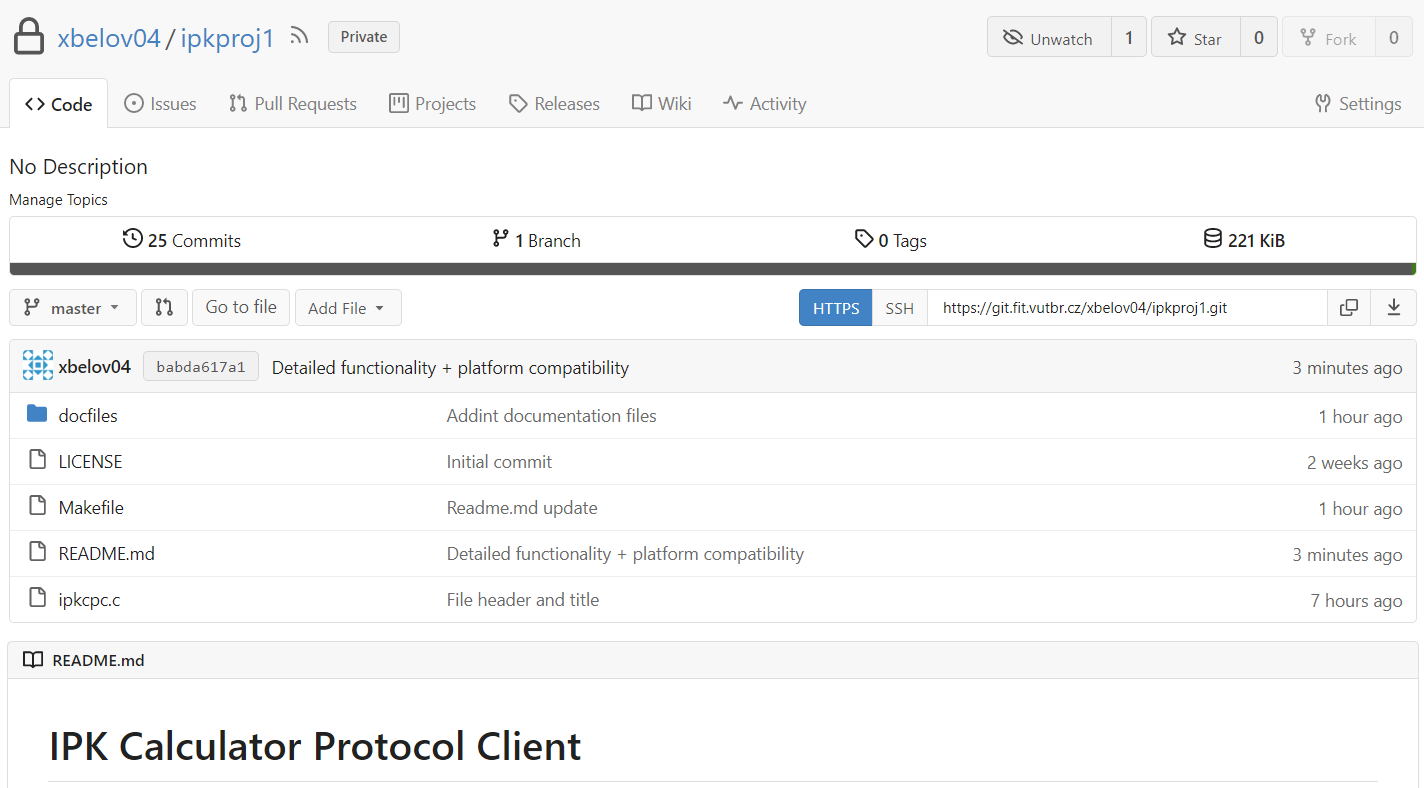 xbelov04 / ipkproj1 Private Unwatch 1 Star 0 Fork 0
Code Issues Pull Requests Projects Releases Wiki Activity Settings
No Description
Manage Topics
25 Commits 1 Branch 0 Tags 221 KiB
master Go to file Add File HTTPS SSH https://git.fit.vutbr.cz/xbelov04/ipkproj1.git
xbelov04 babda617a1 Detailed functionality + platform compatibility 3 minutes ago
docfiles Addint documentation files 1 hour ago
LICENSE Initial commit 2 weeks ago
Makefile Readme.md update 1 hour ago
README.md Detailed functionality + platform compatibility 3 minutes ago
ipkcpc.c File header and title 7 hours ago
README.md
IPK Calculator Protocol Client